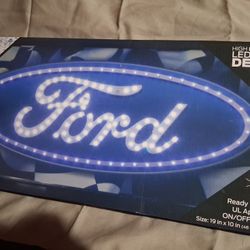 HIGH
LED
DE
Ford
Ready
UL A
ON/OFF
Size: 19 in x 10 in